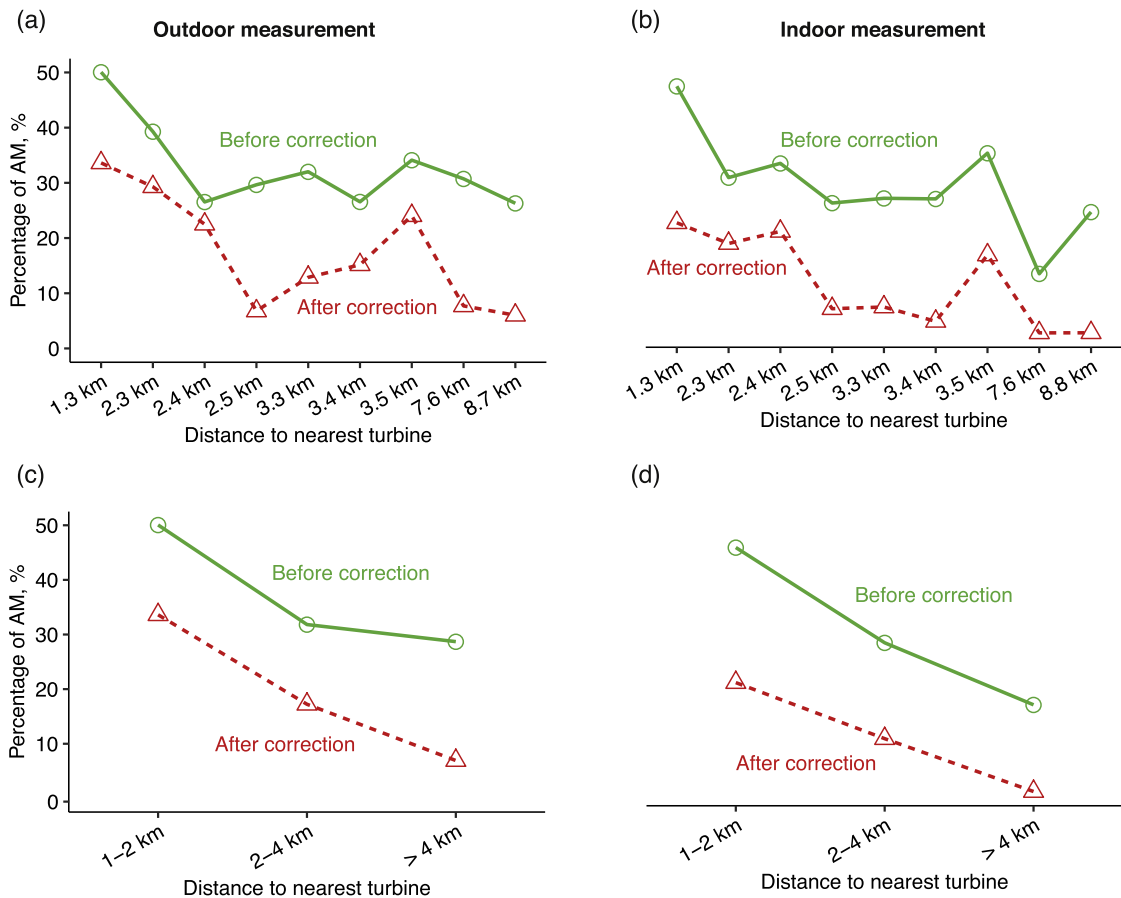 (a)
Outdoor measurement
Percentage of AM, %
50
40
30
20
10
0
Before correction
After correction
1.3 km
2.3 km
2.4 km
2.5 km
3.3 km
3.4 km
3.5 km
7.6 km
8.7 km
Distance to nearest turbine
(b)
Indoor measurement
Before correction
After correction
1.3 km
2.3 km
2.4 km
2.5 km
3.3 km
3.4 km
3.5 km
7.6 km
8.8 km
Distance to nearest turbine
(c)
Percentage of AM, %
50
40
30
20
10
0
Before correction
After correction
1–2 km
2–4 km
> 4 km
Distance to nearest turbine
(d)
Before correction
After correction
1–2 km
2–4 km
> 4 km
Distance to nearest turbine